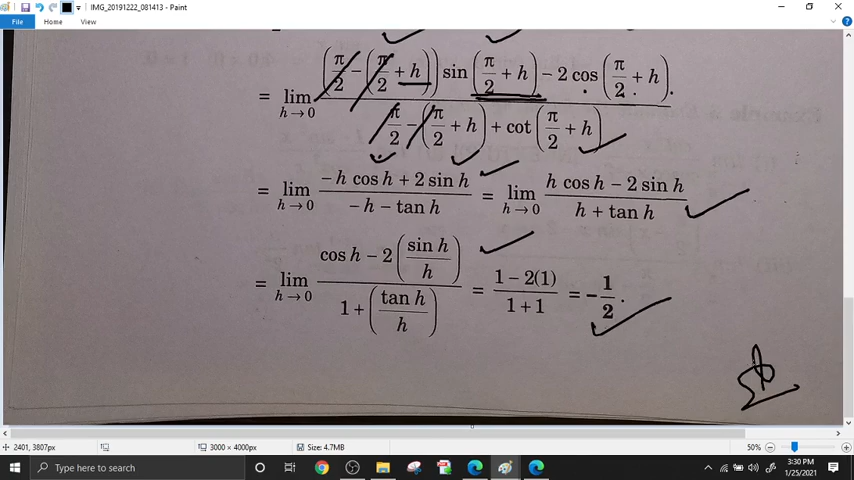 IMG_20191222_081413 - Paint
File Home View
= lim h→0 ((π/2 − (π/2 + h)) sin (π/2 + h) − 2 cos (π/2 + h)) / (π/2 − (π/2 + h) + cot (π/2 + h)).
= lim h→0 (−h cos h + 2 sin h) / (−h − tan h) = lim h→0 (h cos h − 2 sin h) / (h + tan h)
= lim h→0 (cos h − 2 (sin h / h)) / (1 + (tan h / h)) = (1 − 2(1)) / (1 + 1) = −1/2.
2401, 3807px 3000 × 4000px Size: 4.7MB 50%
Type here to search
3:30 PM
1/25/2021